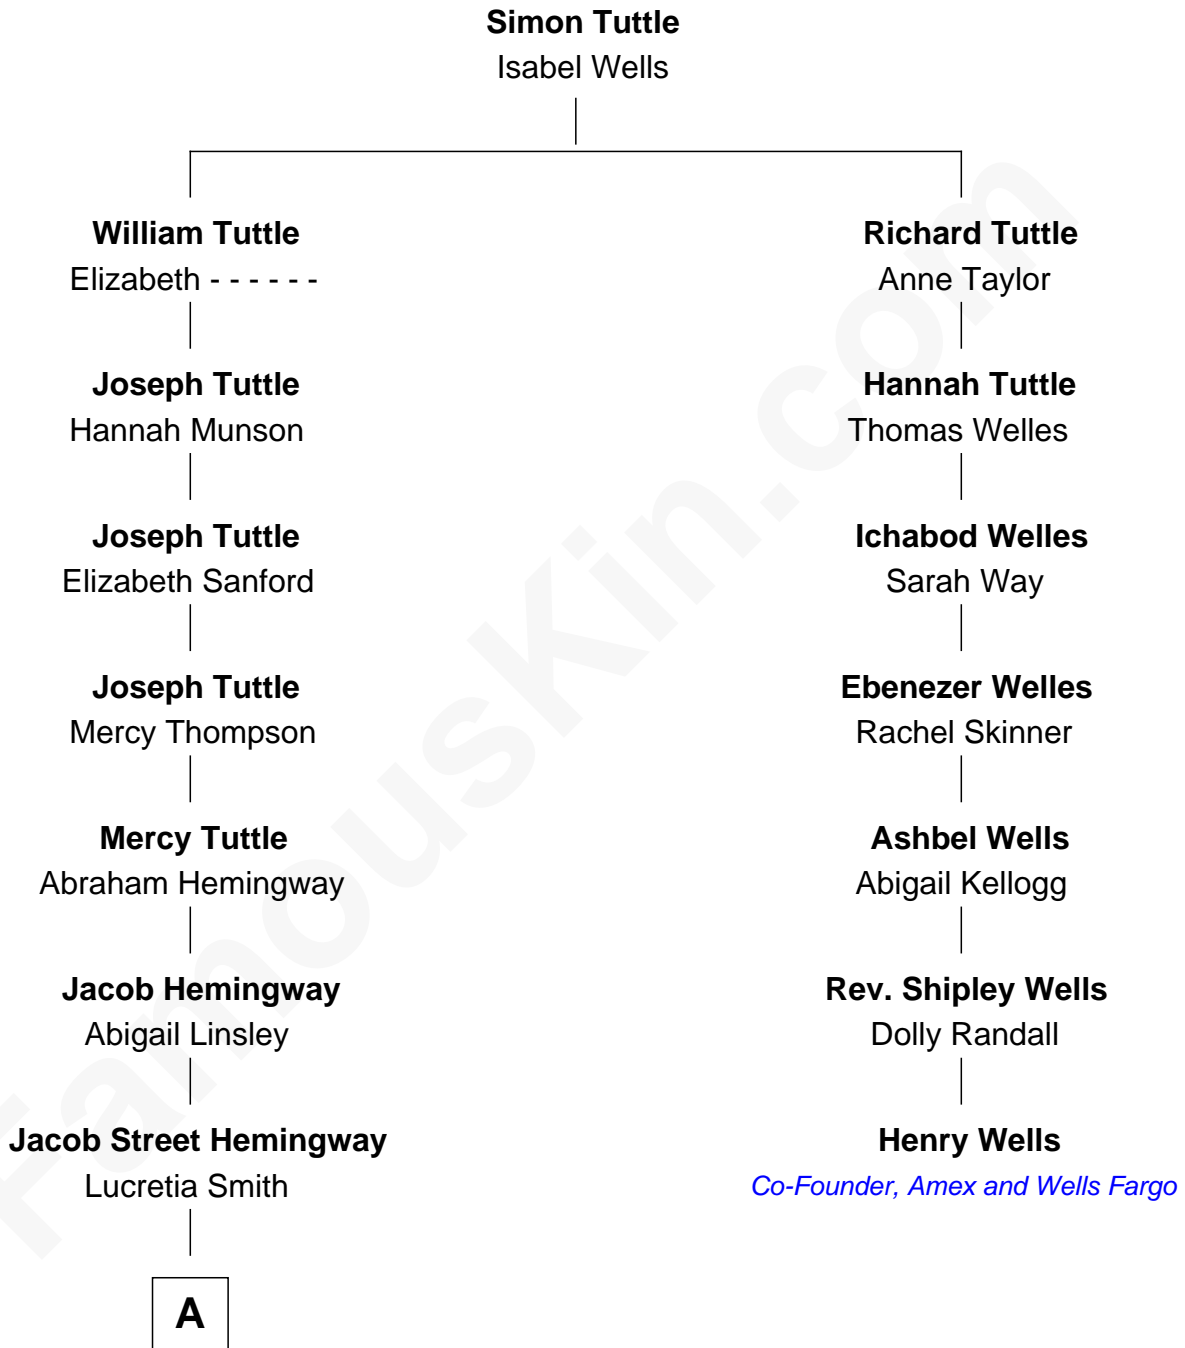 Simon Tuttle
Isabel Wells
William Tuttle
Elizabeth - - - - - -
Joseph Tuttle
Hannah Munson
Joseph Tuttle
Elizabeth Sanford
Joseph Tuttle
Mercy Thompson
Mercy Tuttle
Abraham Hemingway
Jacob Hemingway
Abigail Linsley
Jacob Street Hemingway
Lucretia Smith
A
Richard Tuttle
Anne Taylor
Hannah Tuttle
Thomas Welles
Ichabod Welles
Sarah Way
Ebenezer Welles
Rachel Skinner
Ashbel Wells
Abigail Kellogg
Rev. Shipley Wells
Dolly Randall
Henry Wells
Co-Founder, Amex and Wells Fargo
FamousKin.com